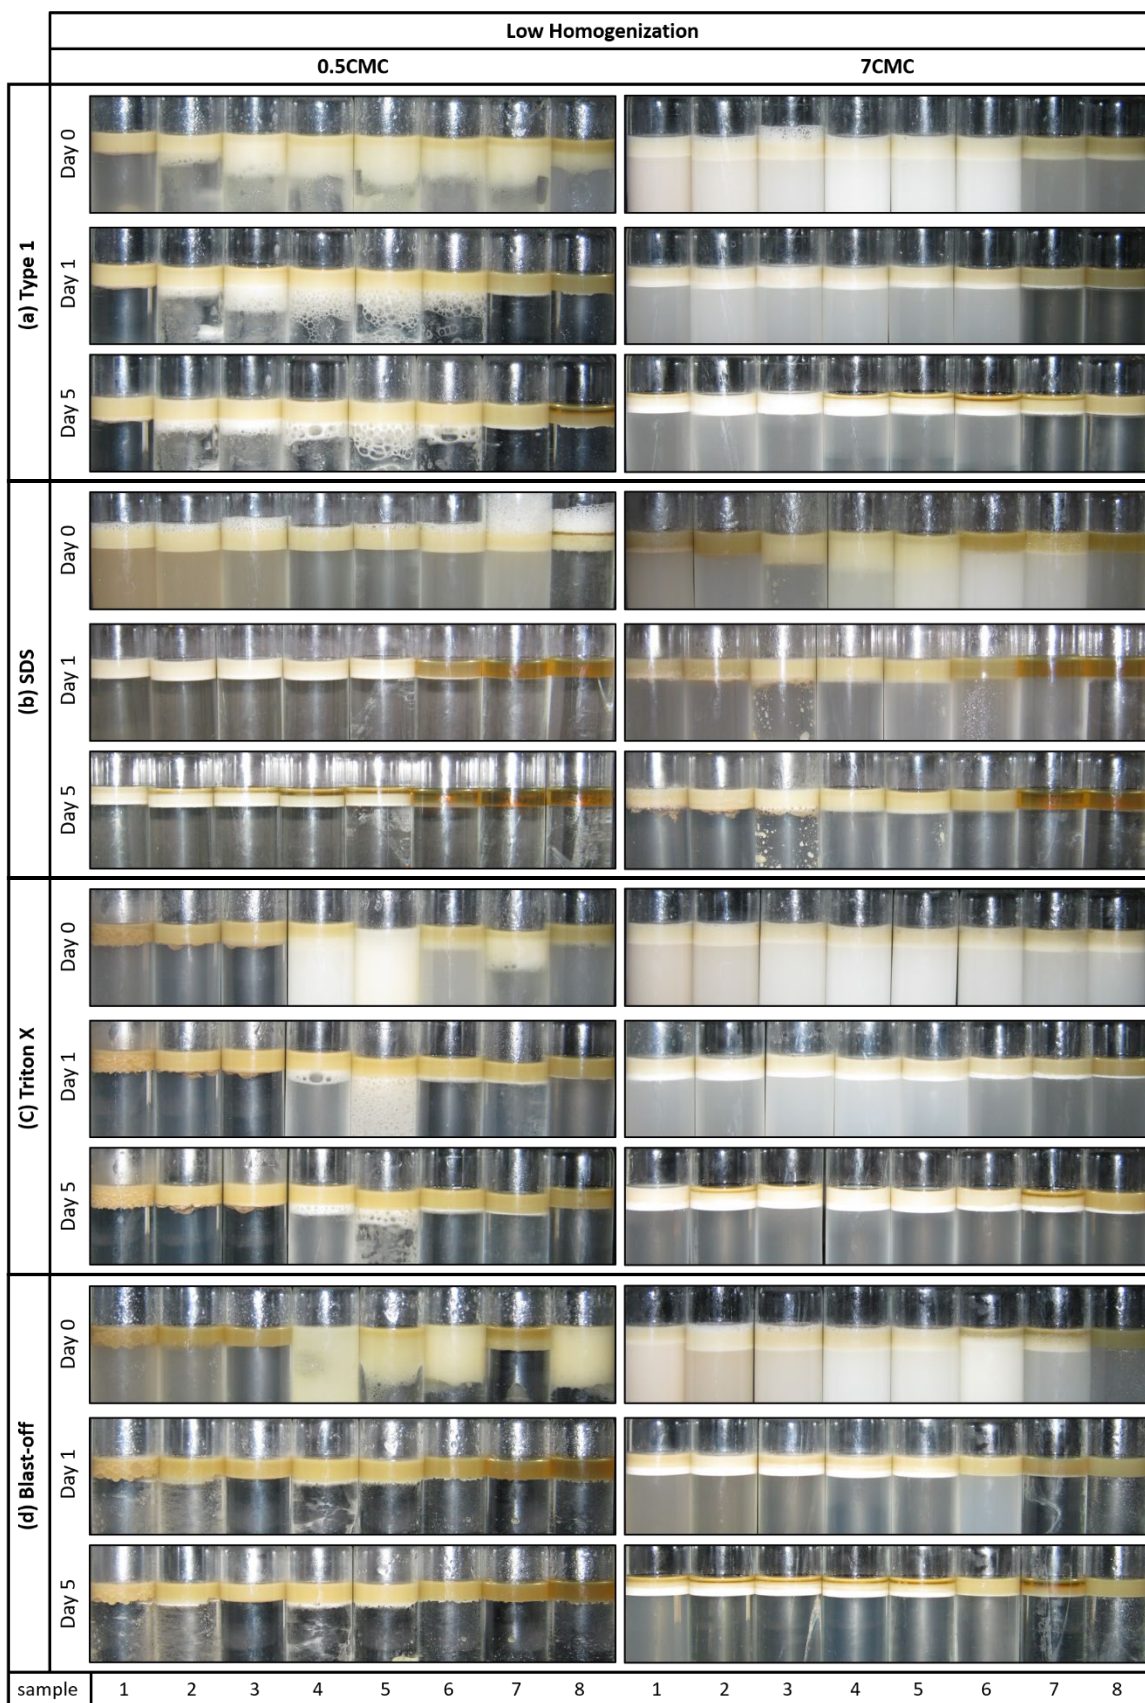 Low Homogenization
0.5CMC 7CMC
(a) Type 1
Day 0
Day 1
Day 5
(b) SDS
Day 0
Day 1
Day 5
(C) Triton X
Day 0
Day 1
Day 5
(d) Blast-off
Day 0
Day 1
Day 5
sample 1 2 3 4 5 6 7 8 1 2 3 4 5 6 7 8